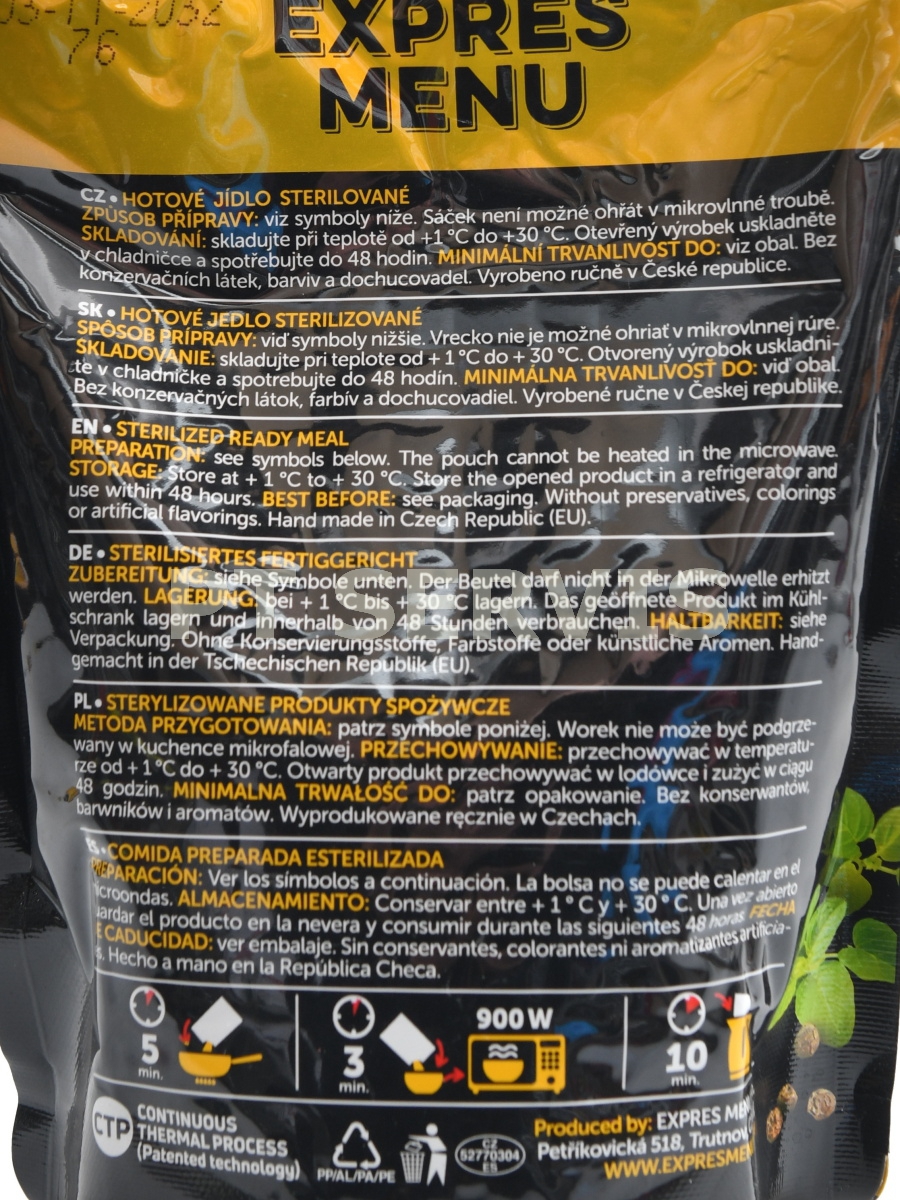 03-11-2032
76
EXPRES
MENU
CZ • HOTOVÉ JÍDLO STERILOVANÉ
ZPŮSOB PŘÍPRAVY: viz symboly níže. Sáček není možné ohřát v mikrovlnné troubě.
SKLADOVÁNÍ: skladujte při teplotě od +1 °C do +30 °C. Otevřený výrobek uskladněte
v chladničce a spotřebujte do 48 hodin. MINIMÁLNÍ TRVANLIVOST DO: viz obal. Bez
konzervačních látek, barviv a dochucovadel. Vyrobeno ručně v České republice.
SK • HOTOVÉ JEDLO STERILIZOVANÉ
SPÔSOB PRÍPRAVY: viď symboly nižšie. Vrecko nie je možné ohriať v mikrovlnnej rúre.
SKLADOVANIE: skladujte pri teplote od + 1 °C do + 30 °C. Otvorený výrobok uskladni-
te v chladničke a spotrebujte do 48 hodín. MINIMÁLNA TRVANLIVOSŤ DO: viď obal.
Bez konzervačných látok, farbív a dochucovadiel. Vyrobené ručne v Českej republike.
EN • STERILIZED READY MEAL
PREPARATION: see symbols below. The pouch cannot be heated in the microwave.
STORAGE: Store at + 1 °C to + 30 °C. Store the opened product in a refrigerator and
use within 48 hours. BEST BEFORE: see packaging. Without preservatives, colorings
or artificial flavorings. Hand made in Czech Republic (EU).
DE • STERILISIERTES FERTIGGERICHT
ZUBEREITUNG: siehe Symbole unten. Der Beutel darf nicht in der Mikrowelle erhitzt
werden. LAGERUNG: bei + 1 °C bis + 30 °C lagern. Das geöffnete Produkt im Kühl-
schrank lagern und innerhalb von 48 Stunden verbrauchen. HALTBARKEIT: siehe
Verpackung. Ohne Konservierungsstoffe, Farbstoffe oder künstliche Aromen. Hand-
gemacht in der Tschechischen Republik (EU).
PL • STERYLIZOWANE PRODUKTY SPOŻYWCZE
METODA PRZYGOTOWANIA: patrz symbole poniżej. Worek nie może być podgrze-
wany w kuchence mikrofalowej. PRZECHOWYWANIE: przechowywać w temperatu-
rze od + 1 °C do + 30 °C. Otwarty produkt przechowywać w lodówce i zużyć w ciągu
48 godzin. MINIMALNA TRWAŁOŚĆ DO: patrz opakowanie. Bez konserwantów,
barwników i aromatów. Wyprodukowane ręcznie w Czechach.
ES • COMIDA PREPARADA ESTERILIZADA
PREPARACIÓN: Ver los símbolos a continuación. La bolsa no se puede calentar en el
microondas. ALMACENAMIENTO: Conservar entre + 1 ° C y + 30 ° C. Una vez abierto
uardar el producto en la nevera y consumir durante las siguientes 48 horas FECHA
E CADUCIDAD: ver embalaje. Sin conservantes, colorantes ni aromatizantes artificia-
s. Hecho a mano en la República Checa.
5 min.
3 min.
900 W
10 min.
CTP
CONTINUOUS
THERMAL PROCESS
(Patented technology)
PP/AL/PA/PE
CZ
52770304
ES
Produced by: EXPRES ME
Petříkovická 518, Trutnov
WWW.EXPRESME
PT SERVIS